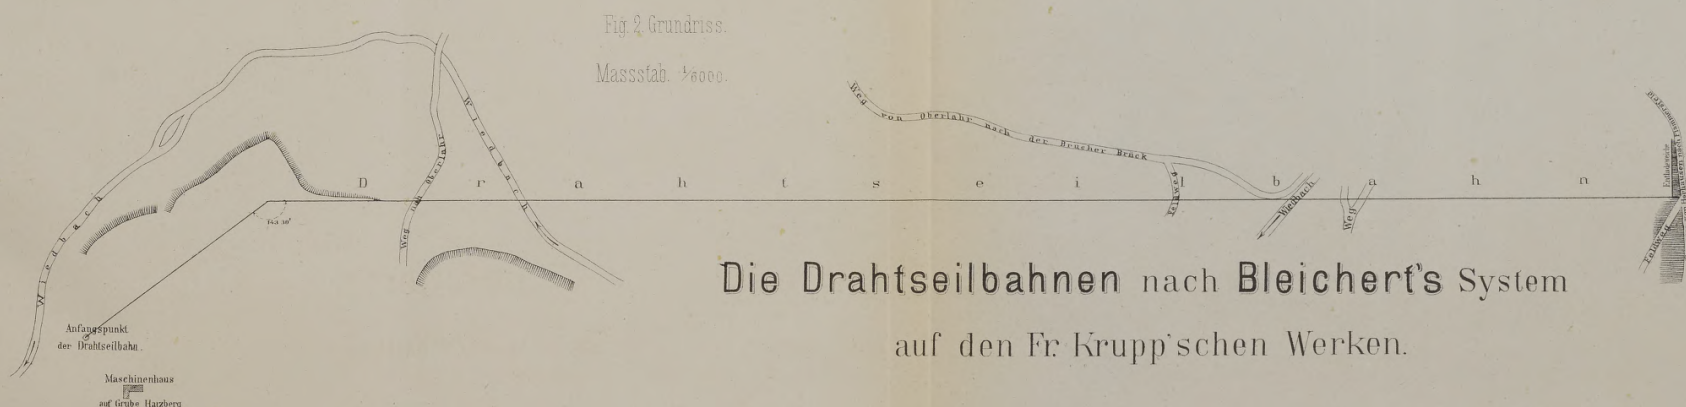 Fig. 2. Grundriss.
Massstab. 1/6000.
Wiedbach
Wiedbach
Weg nach Oberlahr
Weg von Oberlahr nach der Brucher Brück
Drahtseilbahn
Feldweg
Wiedbach
Weg
Feldweg
Die Drahtseilbahnen nach Bleichert's System
auf den Fr. Krupp'schen Werken.
Anfangspunkt
der Drahtseilbahn.
Maschinenhaus
auf Grube Harzberg